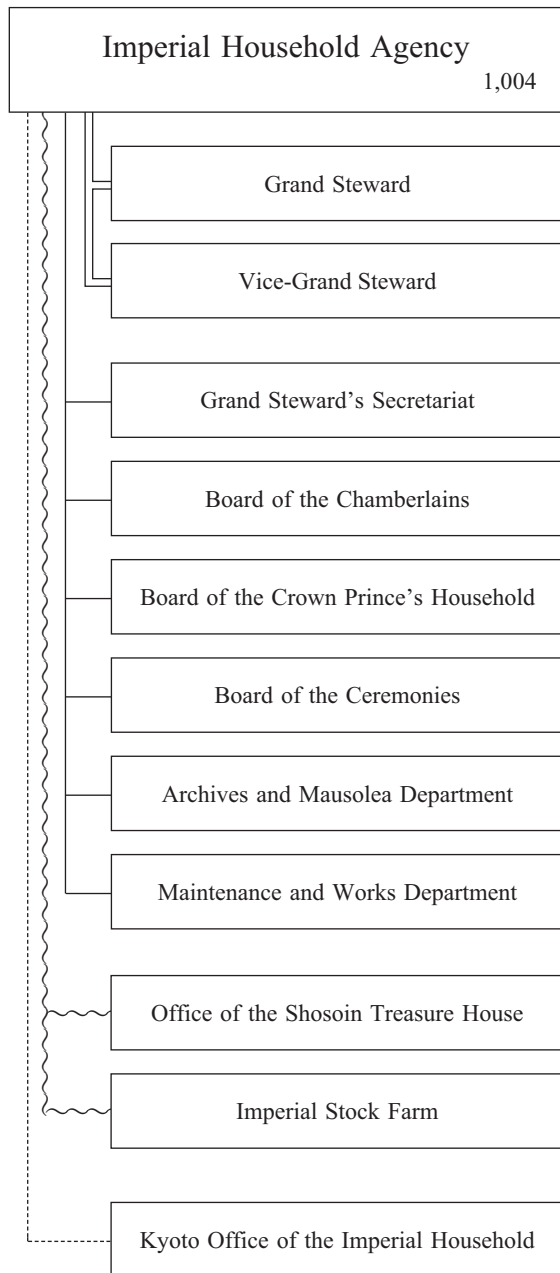 Imperial Household Agency
1,004
Grand Steward
Vice-Grand Steward
Grand Steward’s Secretariat
Board of the Chamberlains
Board of the Crown Prince’s Household
Board of the Ceremonies
Archives and Mausolea Department
Maintenance and Works Department
Office of the Shosoin Treasure House
Imperial Stock Farm
Kyoto Office of the Imperial Household